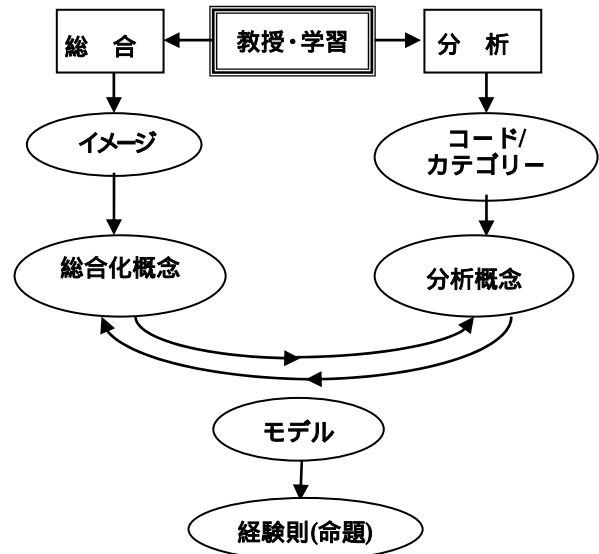 総 合
教授・学習
分 析
イメージ
コード/
カテゴリー
総合化概念
分析概念
モデル
経験則(命題)